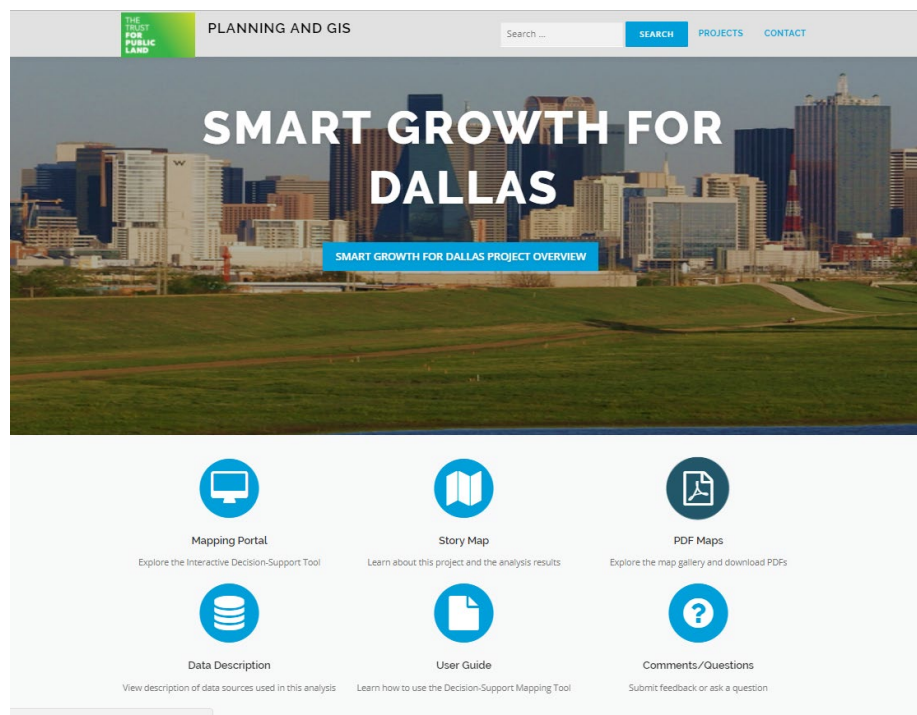 THE
TRUST
FOR
PUBLIC
LAND
PLANNING AND GIS
Search ...
SEARCH
PROJECTS
CONTACT
SMART GROWTH FOR
DALLAS
W
SMART GROWTH FOR DALLAS PROJECT OVERVIEW
Mapping Portal
Explore the Interactive Decision-Support Tool
Story Map
Learn about this project and the analysis results
PDF Maps
Explore the map gallery and download PDFs
Data Description
View description of data sources used in this analysis
User Guide
Learn how to use the Decision-Support Mapping Tool
Comments/Questions
Submit feedback or ask a question